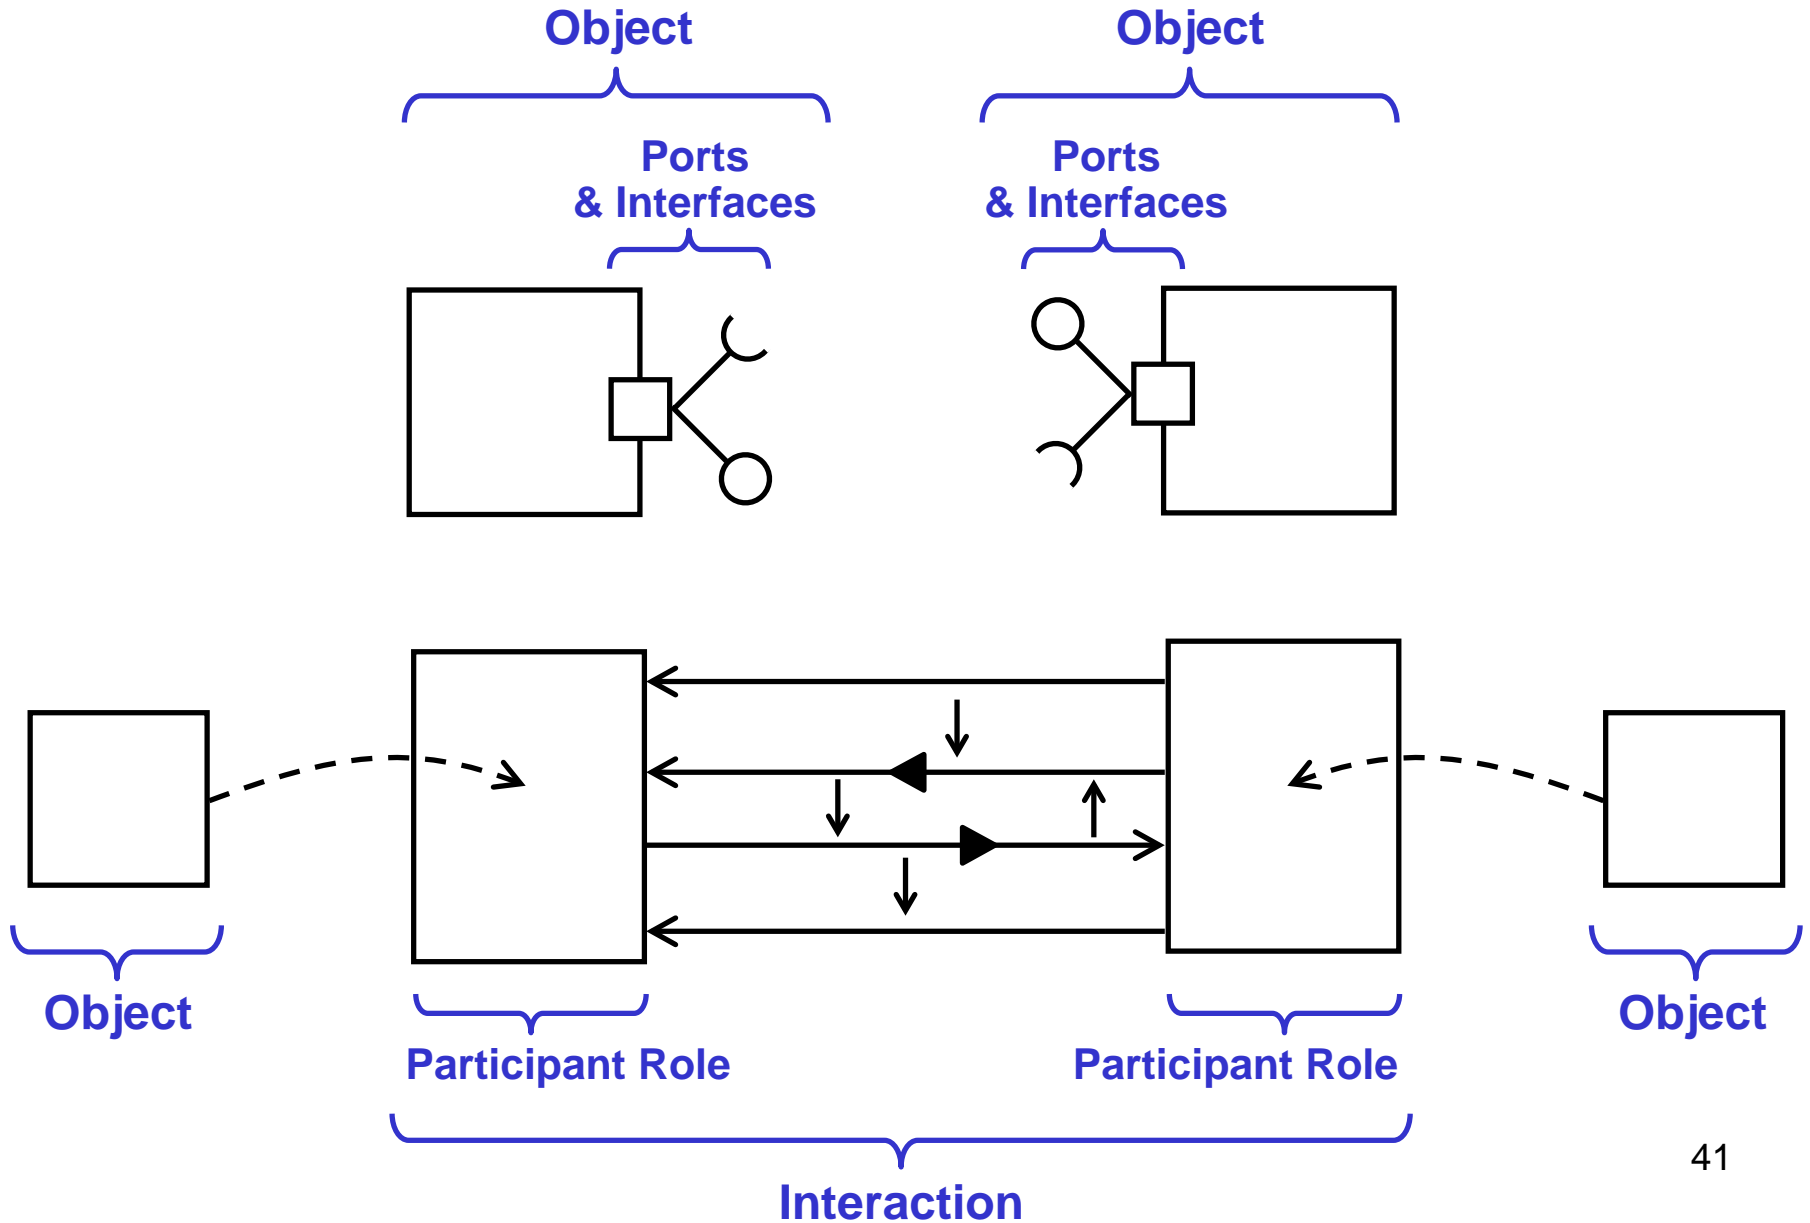 Object
Object
Ports
& Interfaces
Ports
& Interfaces
Object
Object
Participant Role
Participant Role
41
Interaction